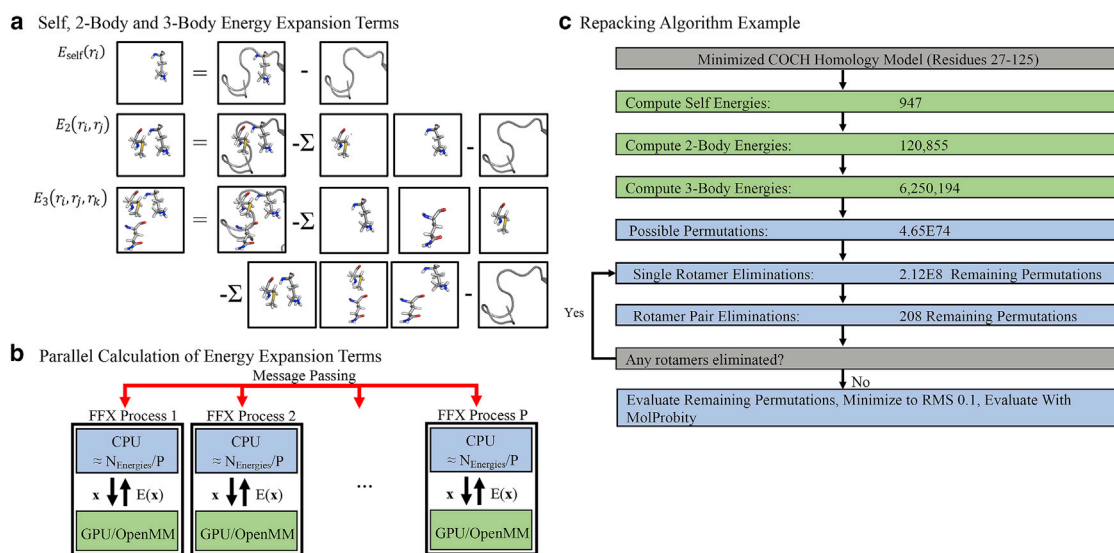 a Self, 2-Body and 3-Body Energy Expansion Terms
E_self(r_i)
=
-
E_2(r_i, r_j)
=
-Σ
-
E_3(r_i, r_j, r_k)
=
-Σ
-Σ
-
b Parallel Calculation of Energy Expansion Terms
Message Passing
FFX Process 1
FFX Process 2
FFX Process P
CPU
≈ N_Energies/P
x
E(x)
GPU/OpenMM
CPU
≈ N_Energies/P
x
E(x)
GPU/OpenMM
...
CPU
≈ N_Energies/P
x
E(x)
GPU/OpenMM
c Repacking Algorithm Example
Minimized COCH Homology Model (Residues 27-125)
Compute Self Energies: 947
Compute 2-Body Energies: 120,855
Compute 3-Body Energies: 6,250,194
Possible Permutations: 4.65E74
Single Rotamer Eliminations: 2.12E8 Remaining Permutations
Yes
Rotamer Pair Eliminations: 208 Remaining Permutations
Any rotamers eliminated?
No
Evaluate Remaining Permutations, Minimize to RMS 0.1, Evaluate With
MolProbity